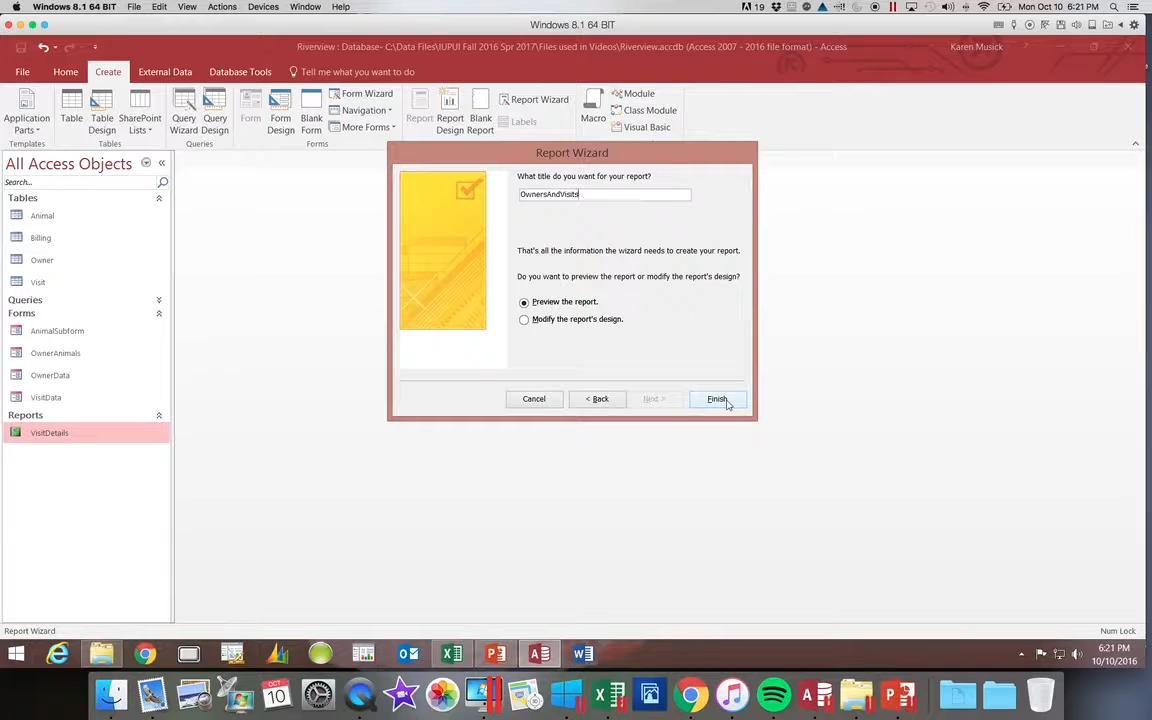 Windows 8.1 64 BIT File Edit View Actions Devices Window Help
19 Mon Oct 10 6:21 PM
Windows 8.1 64 BIT
Riverview : Database- C:\Data Files\IUPUI Fall 2016 Spr 2017\Files used in Videos\Riverview.accdb (Access 2007 - 2016 file format) - Access
Karen Musick
File Home Create External Data Database Tools Tell me what you want to do
Application Parts
Table
Table Design
SharePoint Lists
Query Wizard
Query Design
Form
Form Design
Blank Form
Form Wizard
Navigation
More Forms
Report
Report Design
Blank Report
Report Wizard
Labels
Macro
Module
Class Module
Visual Basic
Templates Tables Queries Forms
All Access Objects
Search...
Tables
Animal
Billing
Owner
Visit
Queries
Forms
AnimalSubform
OwnerAnimals
OwnerData
VisitData
Reports
VisitDetails
Report Wizard
What title do you want for your report?
OwnersAndVisits
That's all the information the wizard needs to create your report.
Do you want to preview the report or modify the report's design?
Preview the report.
Modify the report's design.
Cancel < Back Next > Finish
Report Wizard
Num Lock
6:21 PM
10/10/2016
OCT
10